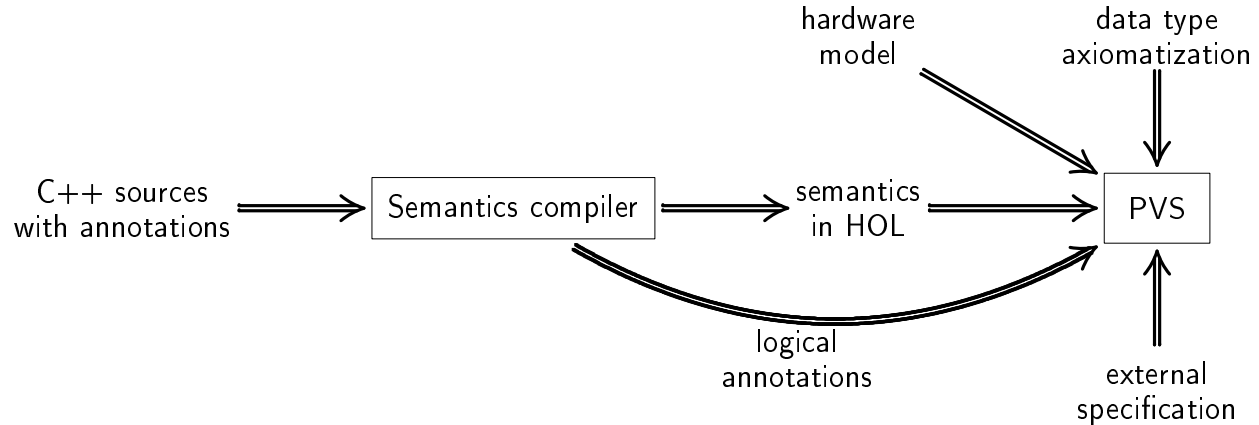 hardware
model
data type
axiomatization
C++ sources
with annotations
Semantics compiler
semantics
in HOL
PVS
logical
annotations
external
specification